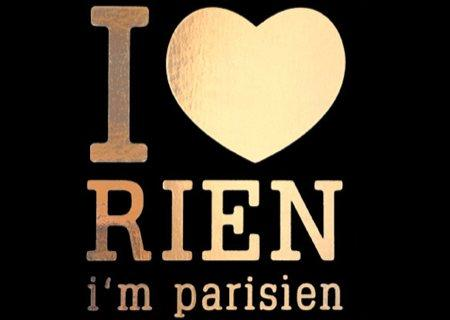 I ♥
RIEN
i'm parisien